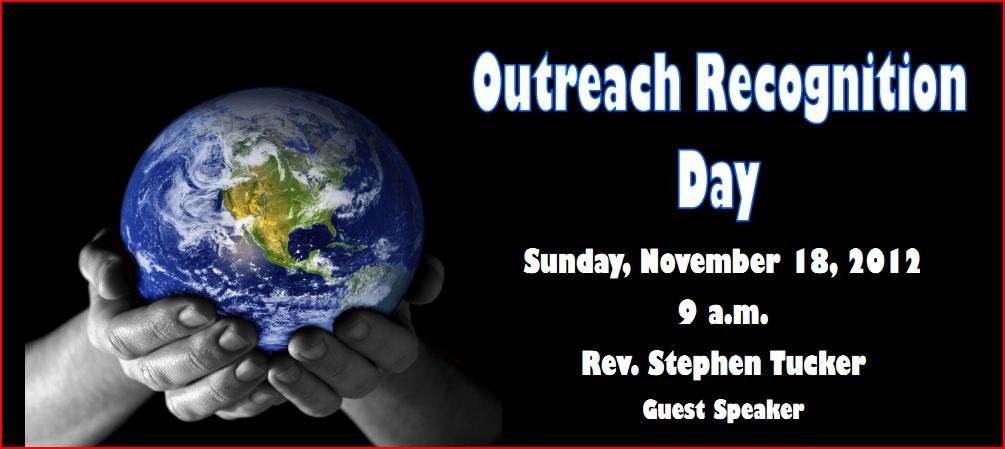 Outreach Recognition
Day
Sunday, November 18, 2012
9 a.m.
Rev. Stephen Tucker
Guest Speaker